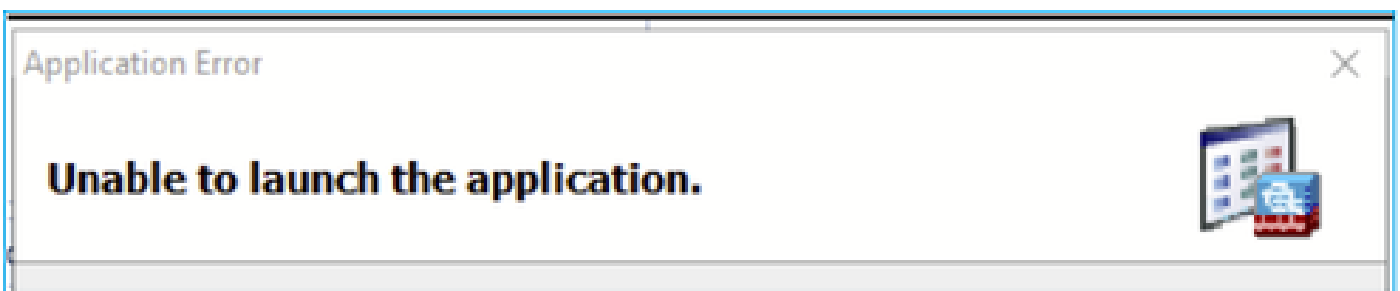 Application Error
Unable to launch the application.